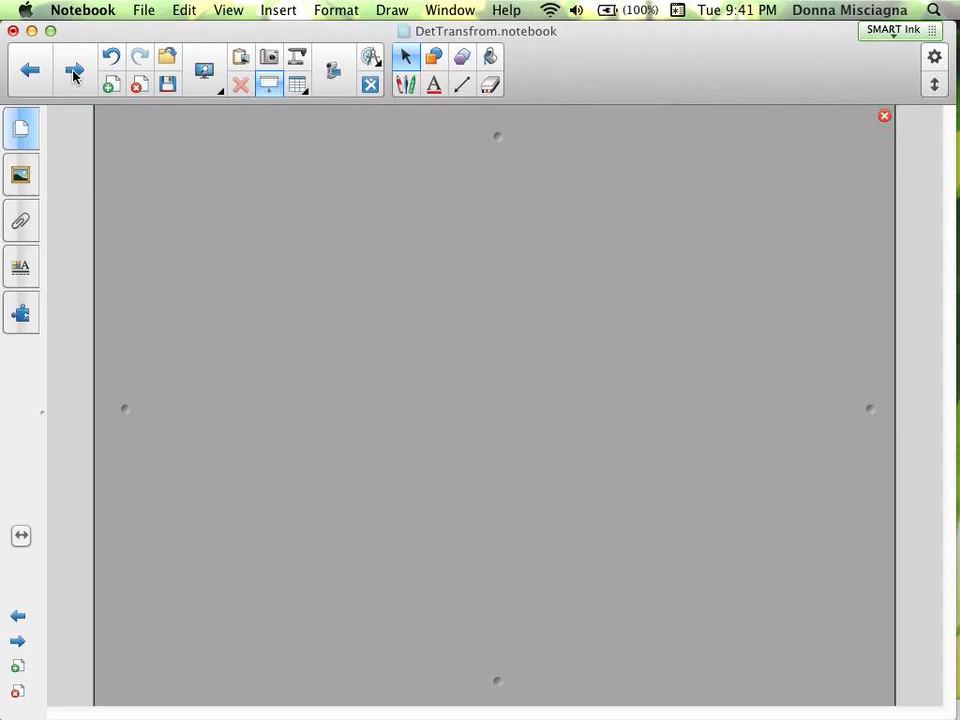 Notebook File Edit View Insert Format Draw Window Help (100%) Tue 9:41 PM Donna Misciagna
DetTransfrom.notebook
SMART Ink
A
A